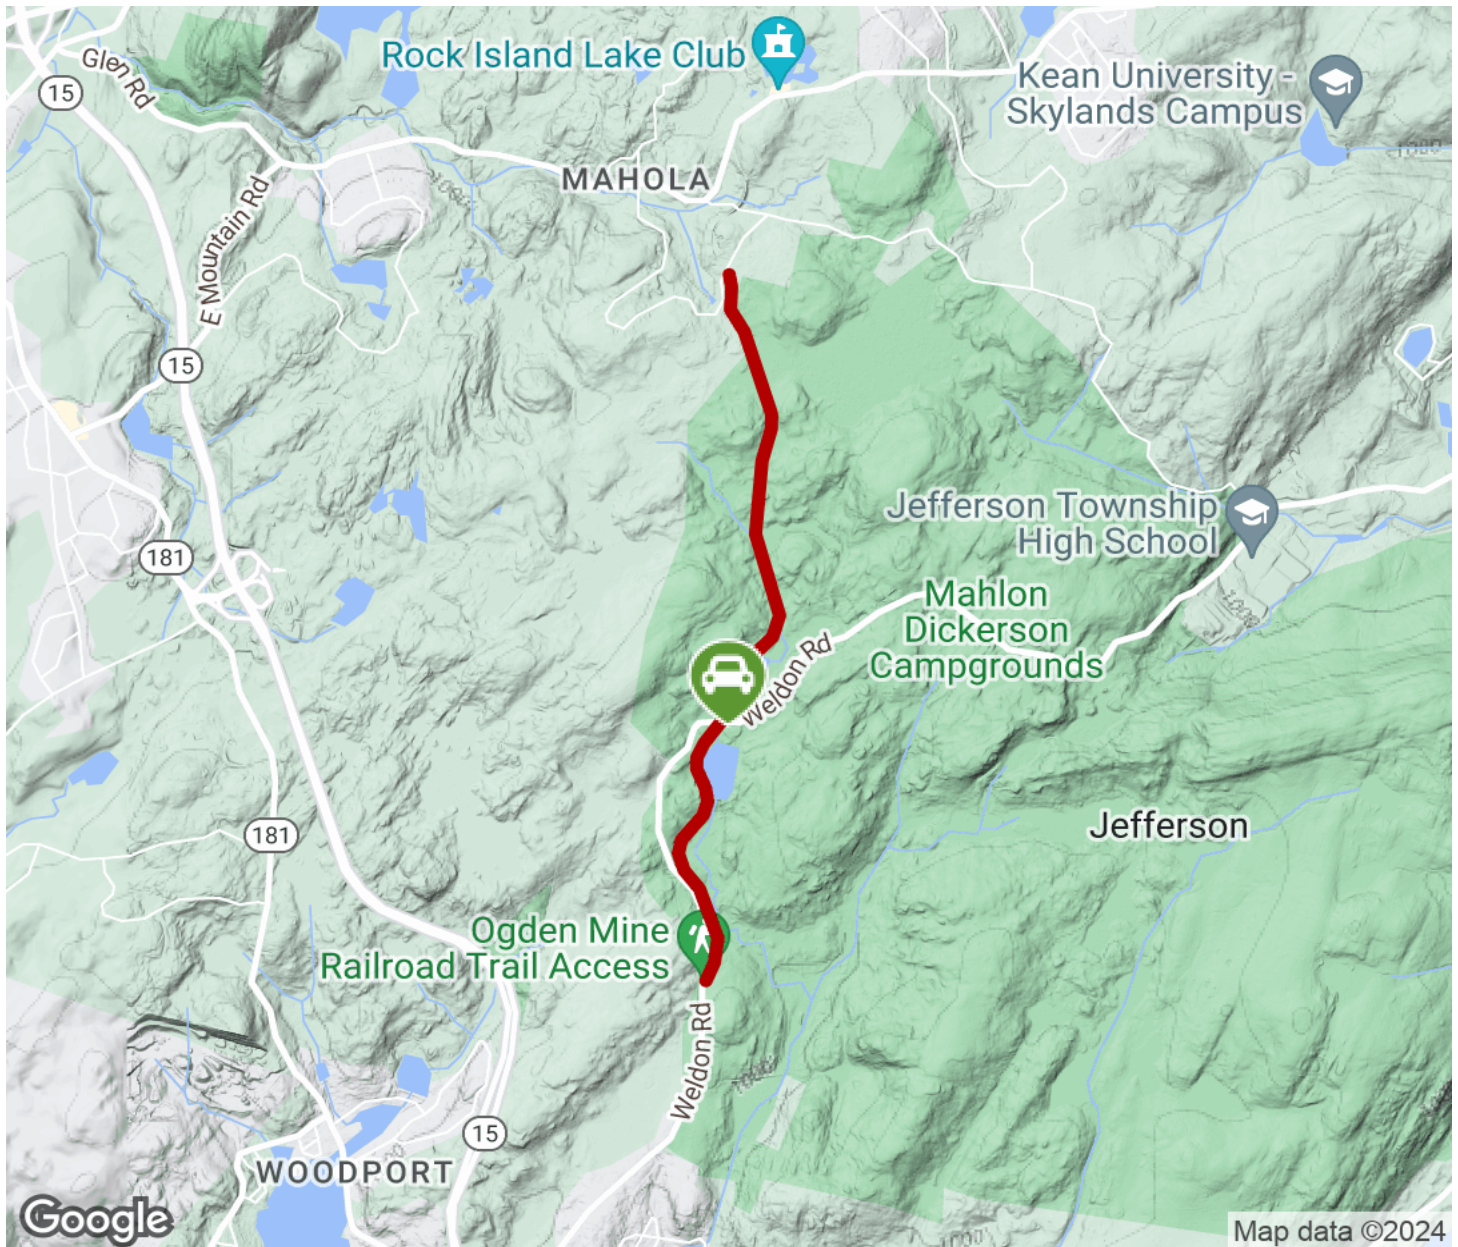 Glen Rd
15
Rock Island Lake Club
Kean University -
Skylands Campus
MAHOLA
E Mountain Rd
15
Jefferson Township
High School
181
Mahlon
Dickerson
Campgrounds
Weldon Rd
Jefferson
181
Ogden Mine
Railroad Trail Access
Weldon Rd
15
WOODPORT
Google
Map data ©2024